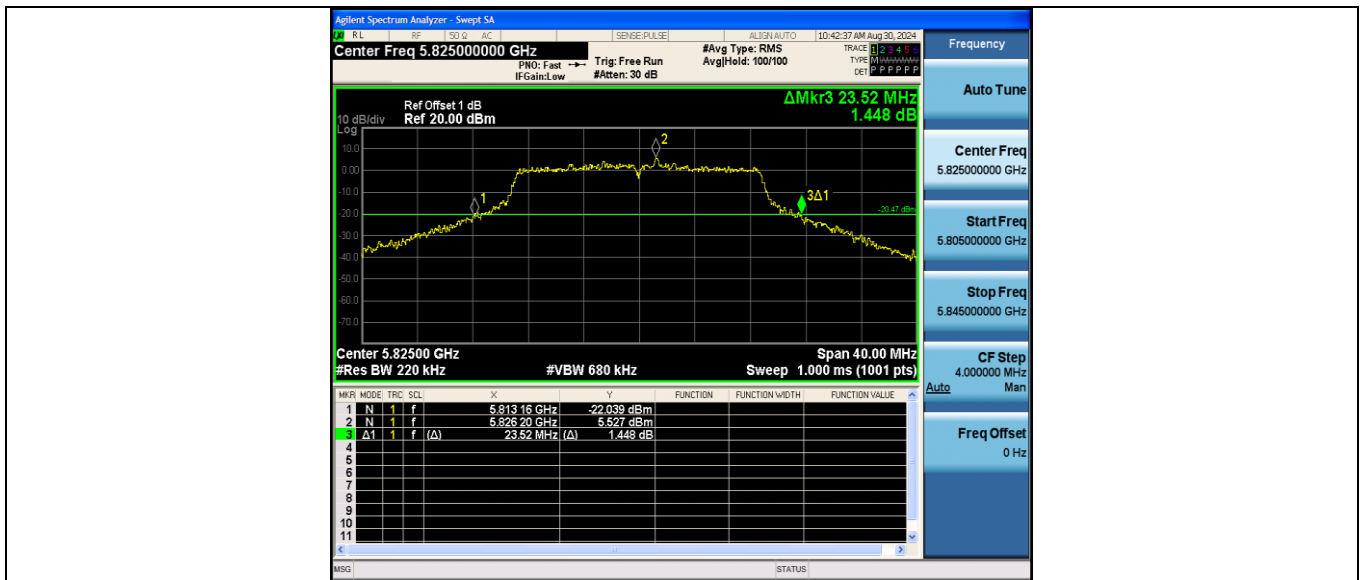 Agilent Spectrum Analyzer - Swept SA
RL RF 50 Ω AC SENSE:PULSE ALIGN AUTO 10:42:37 AM Aug 30, 2024
Center Freq 5.825000000 GHz
#Avg Type: RMS
TRACE 1 2 3 4 5 6
PNO: Fast Trig: Free Run Avg|Hold: 100/100
TYPE M W W W W W
IFGain:Low #Atten: 30 dB
DET P P P P P P
ΔMkr3 23.52 MHz
1.448 dB
Ref Offset 1 dB
10 dB/div Ref 20.00 dBm
Log
10.0
0.00
-10.0
-20.0
-30.0
-40.0
-50.0
-60.0
-70.0
1
2
3Δ1
-20.47 dBm
Center 5.82500 GHz Span 40.00 MHz
#Res BW 220 kHz #VBW 680 kHz Sweep 1.000 ms (1001 pts)
MKR MODE TRC SCL X Y FUNCTION FUNCTION WIDTH FUNCTION VALUE
1 N 1 f 5.813 16 GHz -22.039 dBm
2 N 1 f 5.826 20 GHz 5.527 dBm
3 Δ1 1 f (Δ) 23.52 MHz (Δ) 1.448 dB
4
5
6
7
8
9
10
11
MSG STATUS
Frequency
Auto Tune
Center Freq
5.825000000 GHz
Start Freq
5.805000000 GHz
Stop Freq
5.845000000 GHz
CF Step
4.000000 MHz
Auto Man
Freq Offset
0 Hz